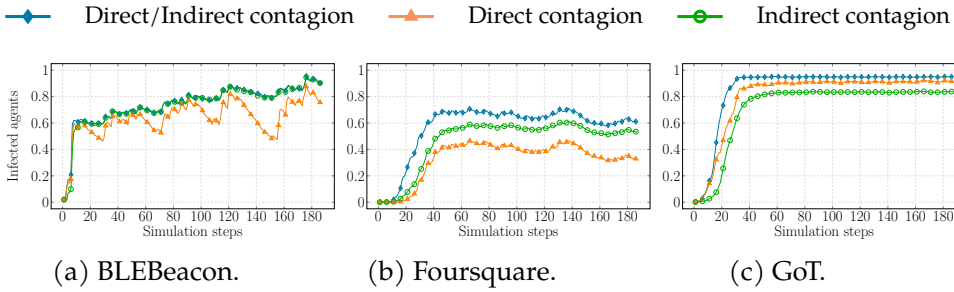 Direct/Indirect contagion Direct contagion Indirect contagion
1 1 1
0.8 0.8 0.8
0.6 0.6 0.6
0.4 0.4 0.4
0.2 0.2 0.2
0 0 0
Infected agents
0 20 40 60 80 100 120 140 160 180 0 20 40 60 80 100 120 140 160 180 0 20 40 60 80 100 120 140 160 180
Simulation steps Simulation steps Simulation steps
(a) BLEBeacon. (b) Foursquare. (c) GoT.